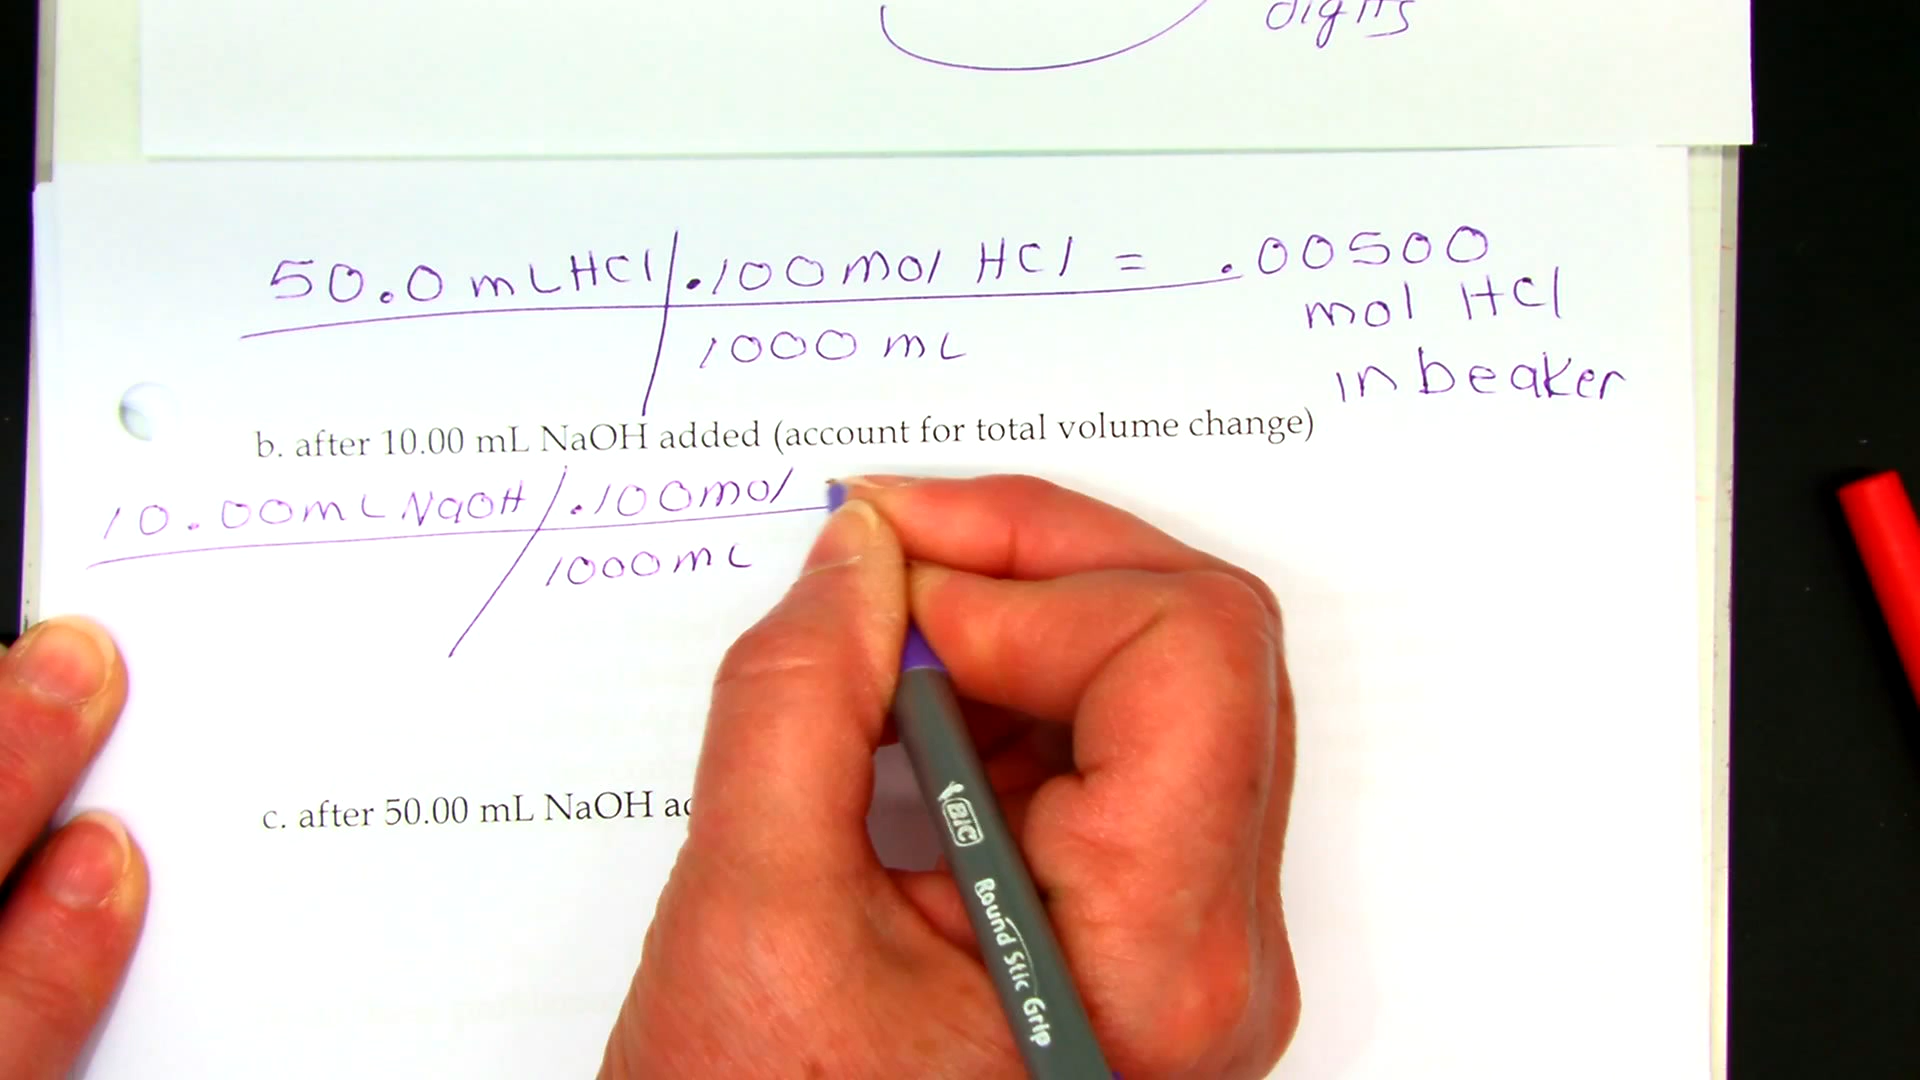 digits
50.0 mL HCl / .100 mol HCl = .00500
1000 mL
mol HCl
in beaker
b. after 10.00 mL NaOH added (account for total volume change)
10.00 mL NaOH / .100 mol
1000 mL
c. after 50.00 mL NaOH
BIC Round Stic Grip